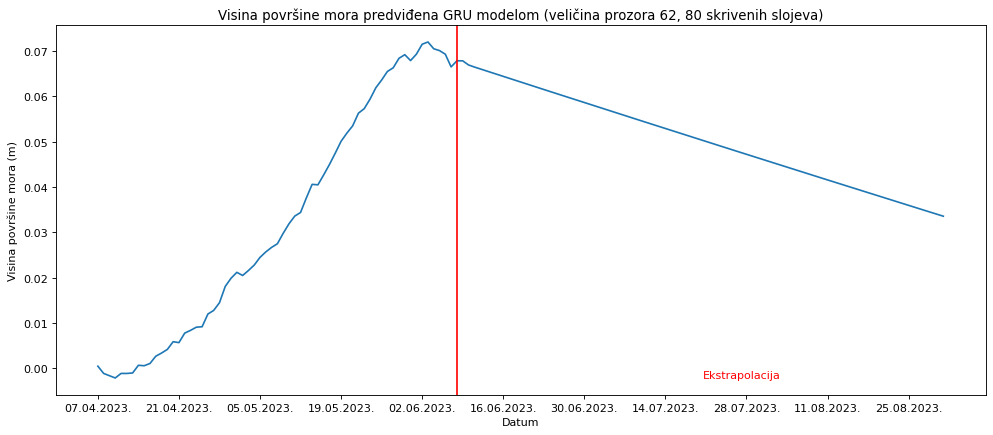 Visina površine mora predviđena GRU modelom (veličina prozora 62, 80 skrivenih slojeva)
Visina površine mora (m)
0.07
0.06
0.05
0.04
0.03
0.02
0.01
0.00
Ekstrapolacija
07.04.2023. 21.04.2023. 05.05.2023. 19.05.2023. 02.06.2023. 16.06.2023. 30.06.2023. 14.07.2023. 28.07.2023. 11.08.2023. 25.08.2023.
Datum